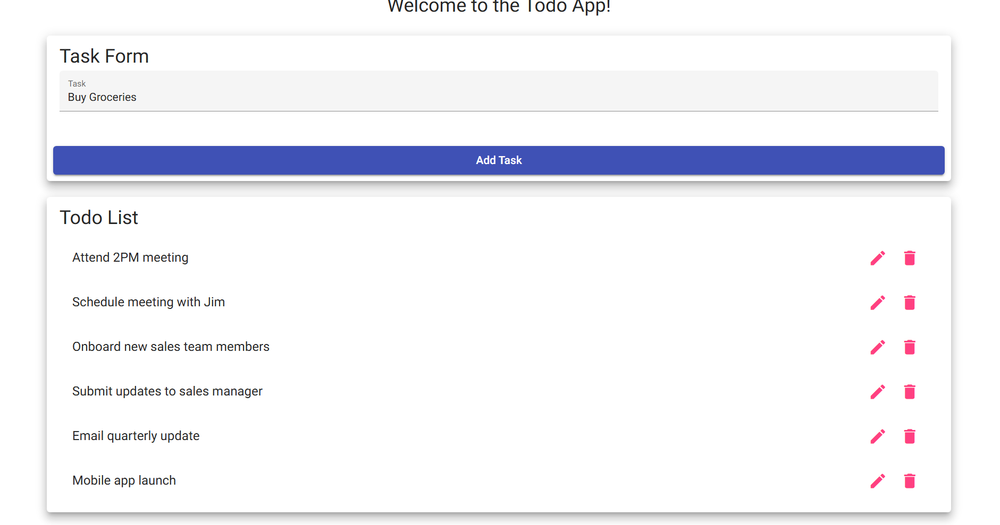 Welcome to the Todo App!
Task Form
Task
Buy Groceries
Add Task
Todo List
Attend 2PM meeting
Schedule meeting with Jim
Onboard new sales team members
Submit updates to sales manager
Email quarterly update
Mobile app launch